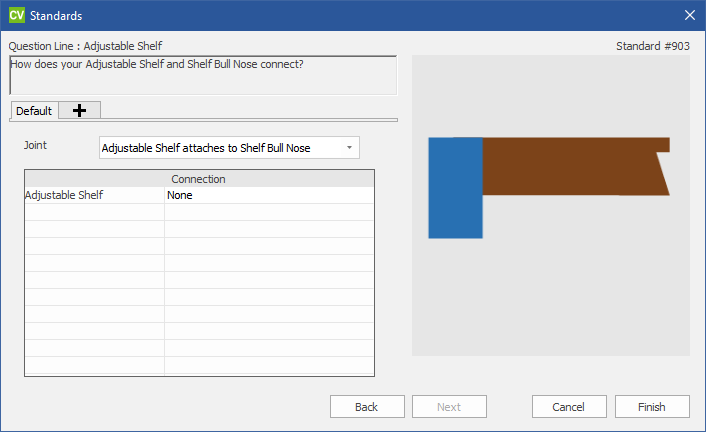 CV Standards
Question Line : Adjustable Shelf
Standard #903
How does your Adjustable Shelf and Shelf Bull Nose connect?
Default
Joint
Adjustable Shelf attaches to Shelf Bull Nose
Connection
Adjustable Shelf None
Back
Next
Cancel
Finish